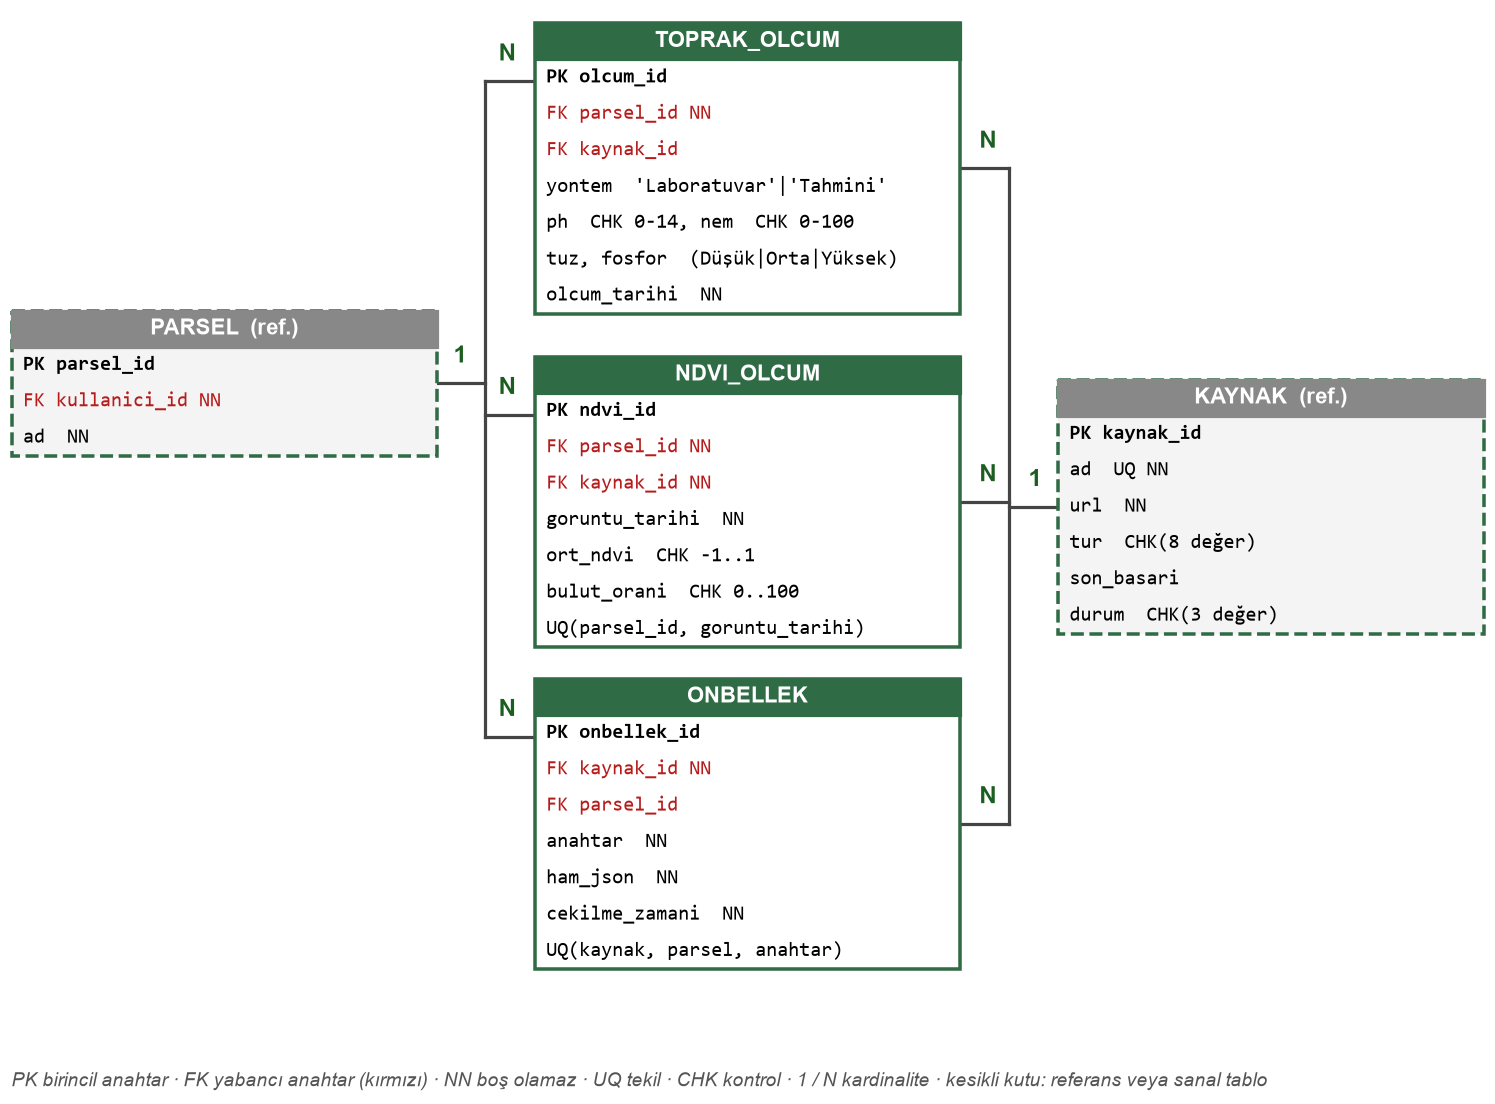 N
TOPRAK_OLCUM
PK olcum_id
FK parsel_id NN
FK kaynak_id
yontem  'Laboratuvar'|'Tahmini'
ph  CHK 0-14, nem  CHK 0-100
tuz, fosfor  (Düşük|Orta|Yüksek)
olcum_tarihi  NN
N
PARSEL (ref.)
PK parsel_id
FK kullanici_id NN
ad  NN
1
N
NDVI_OLCUM
PK ndvi_id
FK parsel_id NN
FK kaynak_id NN
goruntu_tarihi  NN
ort_ndvi  CHK -1..1
bulut_orani  CHK 0..100
UQ(parsel_id, goruntu_tarihi)
N
1
KAYNAK (ref.)
PK kaynak_id
ad  UQ NN
url  NN
tur  CHK(8 değer)
son_basari
durum  CHK(3 değer)
N
ONBELLEK
PK onbellek_id
FK kaynak_id NN
FK parsel_id
anahtar  NN
ham_json  NN
cekilme_zamani  NN
UQ(kaynak, parsel, anahtar)
N
PK birincil anahtar · FK yabancı anahtar (kırmızı) · NN boş olamaz · UQ tekil · CHK kontrol · 1 / N kardinalite · kesikli kutu: referans veya sanal tablo